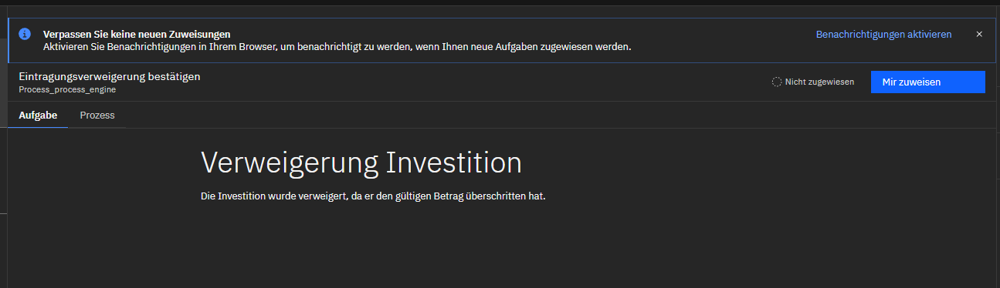 Verpassen Sie keine neuen Zuweisungen
Aktivieren Sie Benachrichtigungen in Ihrem Browser, um benachrichtigt zu werden, wenn Ihnen neue Aufgaben zugewiesen werden.
Benachrichtigungen aktivieren
Eintragungsverweigerung bestätigen
Process_process_engine
Nicht zugewiesen
Mir zuweisen
Aufgabe
Prozess
Verweigerung Investition
Die Investition wurde verweigert, da er den gültigen Betrag überschritten hat.